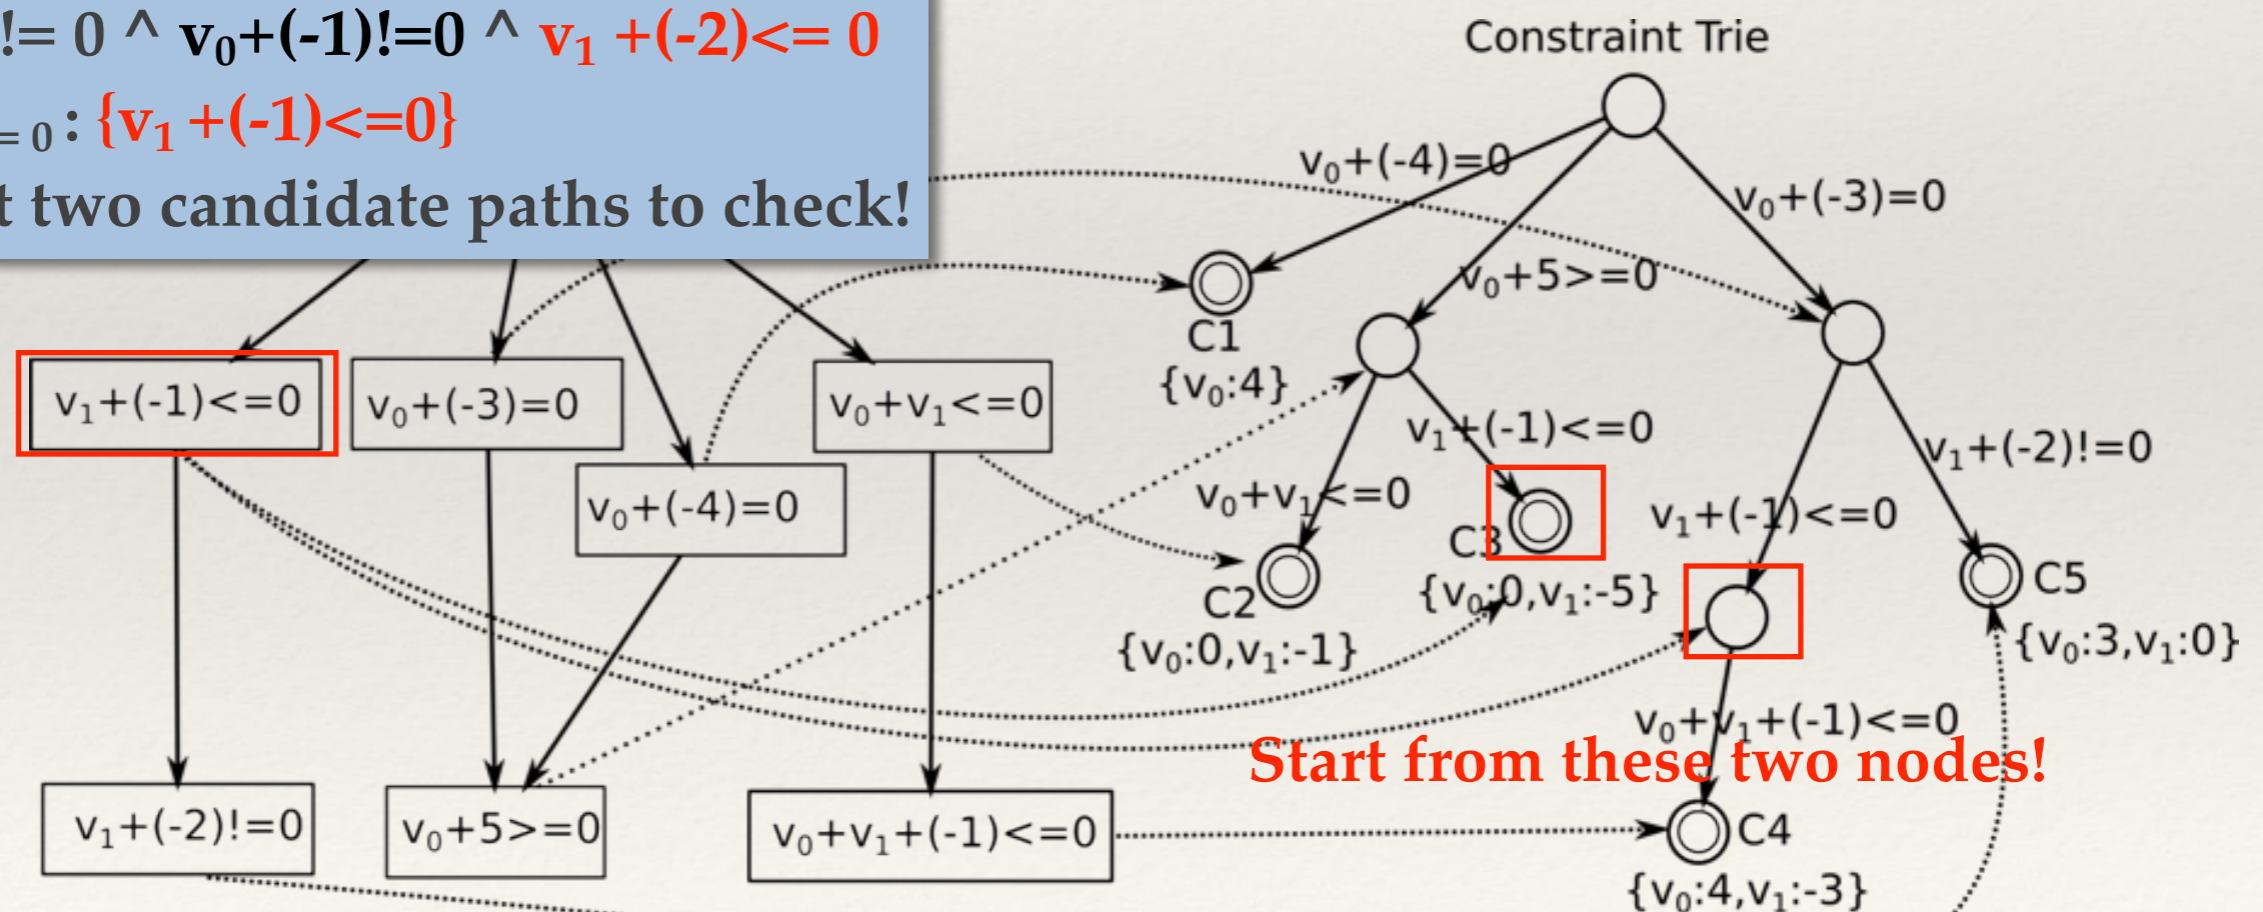 != 0 ^ v₀+(-1)!=0 ^ v₁ +(-2)<= 0
= 0 : {v₁ +(-1)<=0}
t two candidate paths to check!
Constraint Trie
v₀+(-4)=0
v₀+(-3)=0
v₀+5>=0
C1
{v₀:4}
v₁+(-1)<=0
v₀+(-3)=0
v₀+v₁<=0
v₁+(-1)<=0
v₁+(-2)!=0
v₀+(-4)=0
v₀+v₁<=0
v₁+(-1)<=0
C3
{v₀:0,v₁:-5}
C2
{v₀:0,v₁:-1}
C5
{v₀:3,v₁:0}
v₀+v₁+(-1)<=0
Start from these two nodes!
v₁+(-2)!=0
v₀+5>=0
v₀+v₁+(-1)<=0
C4
{v₀:4,v₁:-3}